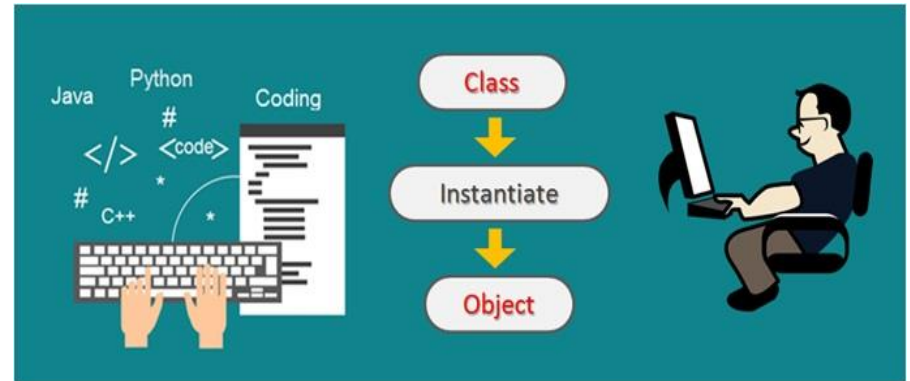 Java
Python
#
</>
<code>
#
*
C++
*
Coding
Class
Instantiate
Object